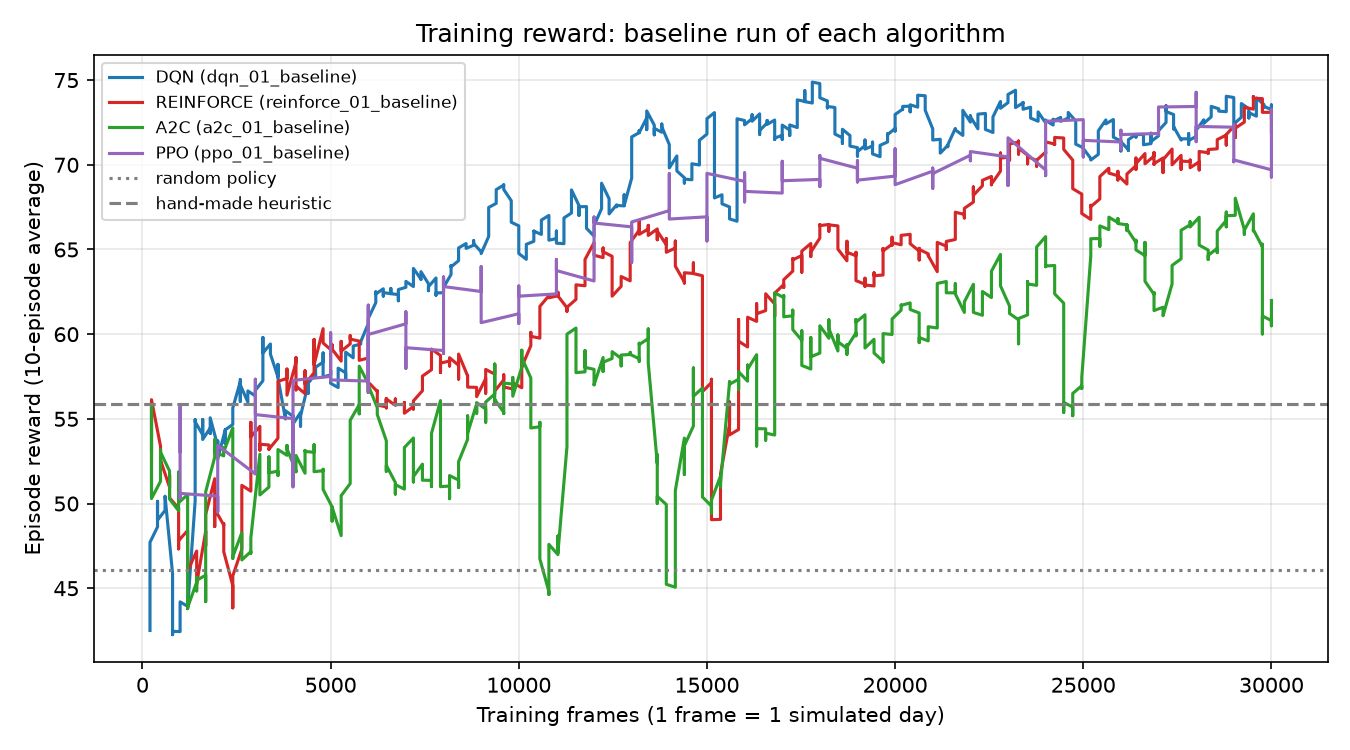 Training reward: baseline run of each algorithm
DQN (dqn_01_baseline)
REINFORCE (reinforce_01_baseline)
A2C (a2c_01_baseline)
PPO (ppo_01_baseline)
random policy
hand-made heuristic
Episode reward (10-episode average)
75
70
65
60
55
50
45
0
5000
10000
15000
20000
25000
30000
Training frames (1 frame = 1 simulated day)